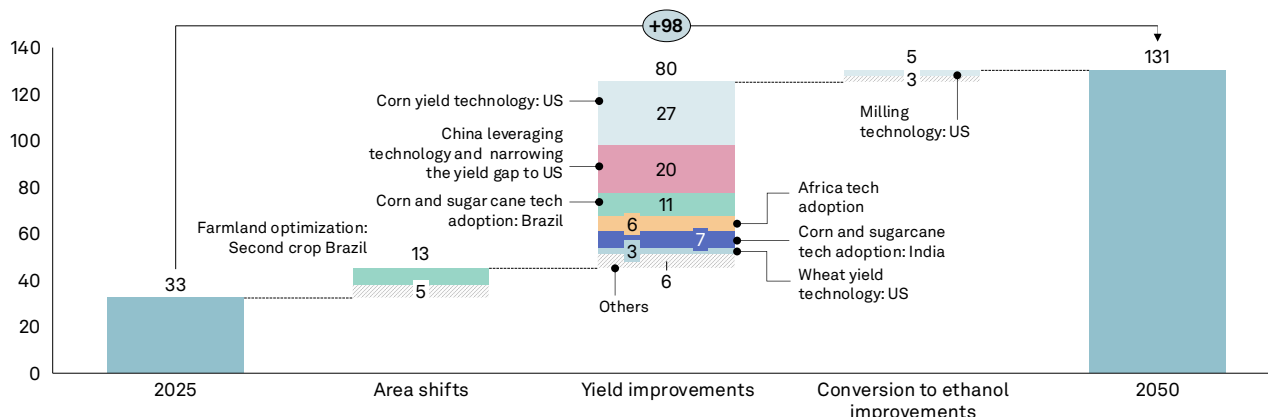 +98
140
120
100
80
60
40
20
0
33
Farmland optimization:
Second crop Brazil
13
5
80
Corn yield technology: US
27
China leveraging
technology and narrowing
the yield gap to US
20
Corn and sugar cane tech
adoption: Brazil
11
6
7
3
6
Others
Africa tech
adoption
Corn and sugarcane
tech adoption: India
Wheat yield
technology: US
5
3
Milling
technology: US
131
2025
Area shifts
Yield improvements
Conversion to ethanol
improvements
2050